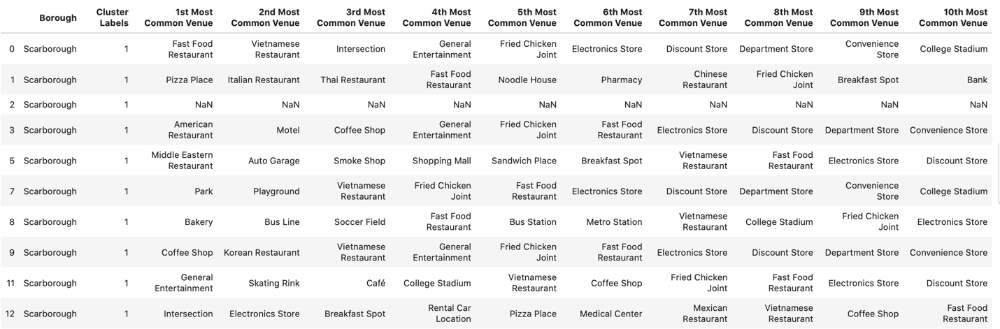 Borough Cluster Labels 1st Most Common Venue 2nd Most Common Venue 3rd Most Common Venue 4th Most Common Venue 5th Most Common Venue 6th Most Common Venue 7th Most Common Venue 8th Most Common Venue 9th Most Common Venue 10th Most Common Venue
0 Scarborough 1 Fast Food Restaurant Vietnamese Restaurant Intersection General Entertainment Fried Chicken Joint Electronics Store Discount Store Department Store Convenience Store College Stadium
1 Scarborough 1 Pizza Place Italian Restaurant Thai Restaurant Fast Food Restaurant Noodle House Pharmacy Chinese Restaurant Fried Chicken Joint Breakfast Spot Bank
2 Scarborough 1 NaN NaN NaN NaN NaN NaN NaN NaN NaN NaN
3 Scarborough 1 American Restaurant Motel Coffee Shop General Entertainment Fried Chicken Joint Fast Food Restaurant Electronics Store Discount Store Department Store Convenience Store
5 Scarborough 1 Middle Eastern Restaurant Auto Garage Smoke Shop Shopping Mall Sandwich Place Breakfast Spot Vietnamese Restaurant Fast Food Restaurant Electronics Store Discount Store
7 Scarborough 1 Park Playground Vietnamese Restaurant Fried Chicken Joint Fast Food Restaurant Electronics Store Discount Store Department Store Convenience Store College Stadium
8 Scarborough 1 Bakery Bus Line Soccer Field Fast Food Restaurant Bus Station Metro Station Vietnamese Restaurant College Stadium Fried Chicken Joint Electronics Store
9 Scarborough 1 Coffee Shop Korean Restaurant Vietnamese Restaurant General Entertainment Fried Chicken Joint Fast Food Restaurant Electronics Store Discount Store Department Store Convenience Store
11 Scarborough 1 General Entertainment Skating Rink Café College Stadium Vietnamese Restaurant Coffee Shop Fried Chicken Joint Fast Food Restaurant Electronics Store Discount Store
12 Scarborough 1 Intersection Electronics Store Breakfast Spot Rental Car Location Pizza Place Medical Center Mexican Restaurant Vietnamese Restaurant Coffee Shop Fast Food Restaurant